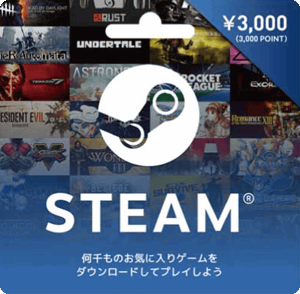 ¥3,000
(3,000 POINT)
RUST
UNDERTALE
ASTRONEER
ROCKET
LEAGUE
RESIDENT EVIL
STEAM®
何千ものお気に入りゲームを
ダウンロードしてプレイしよう